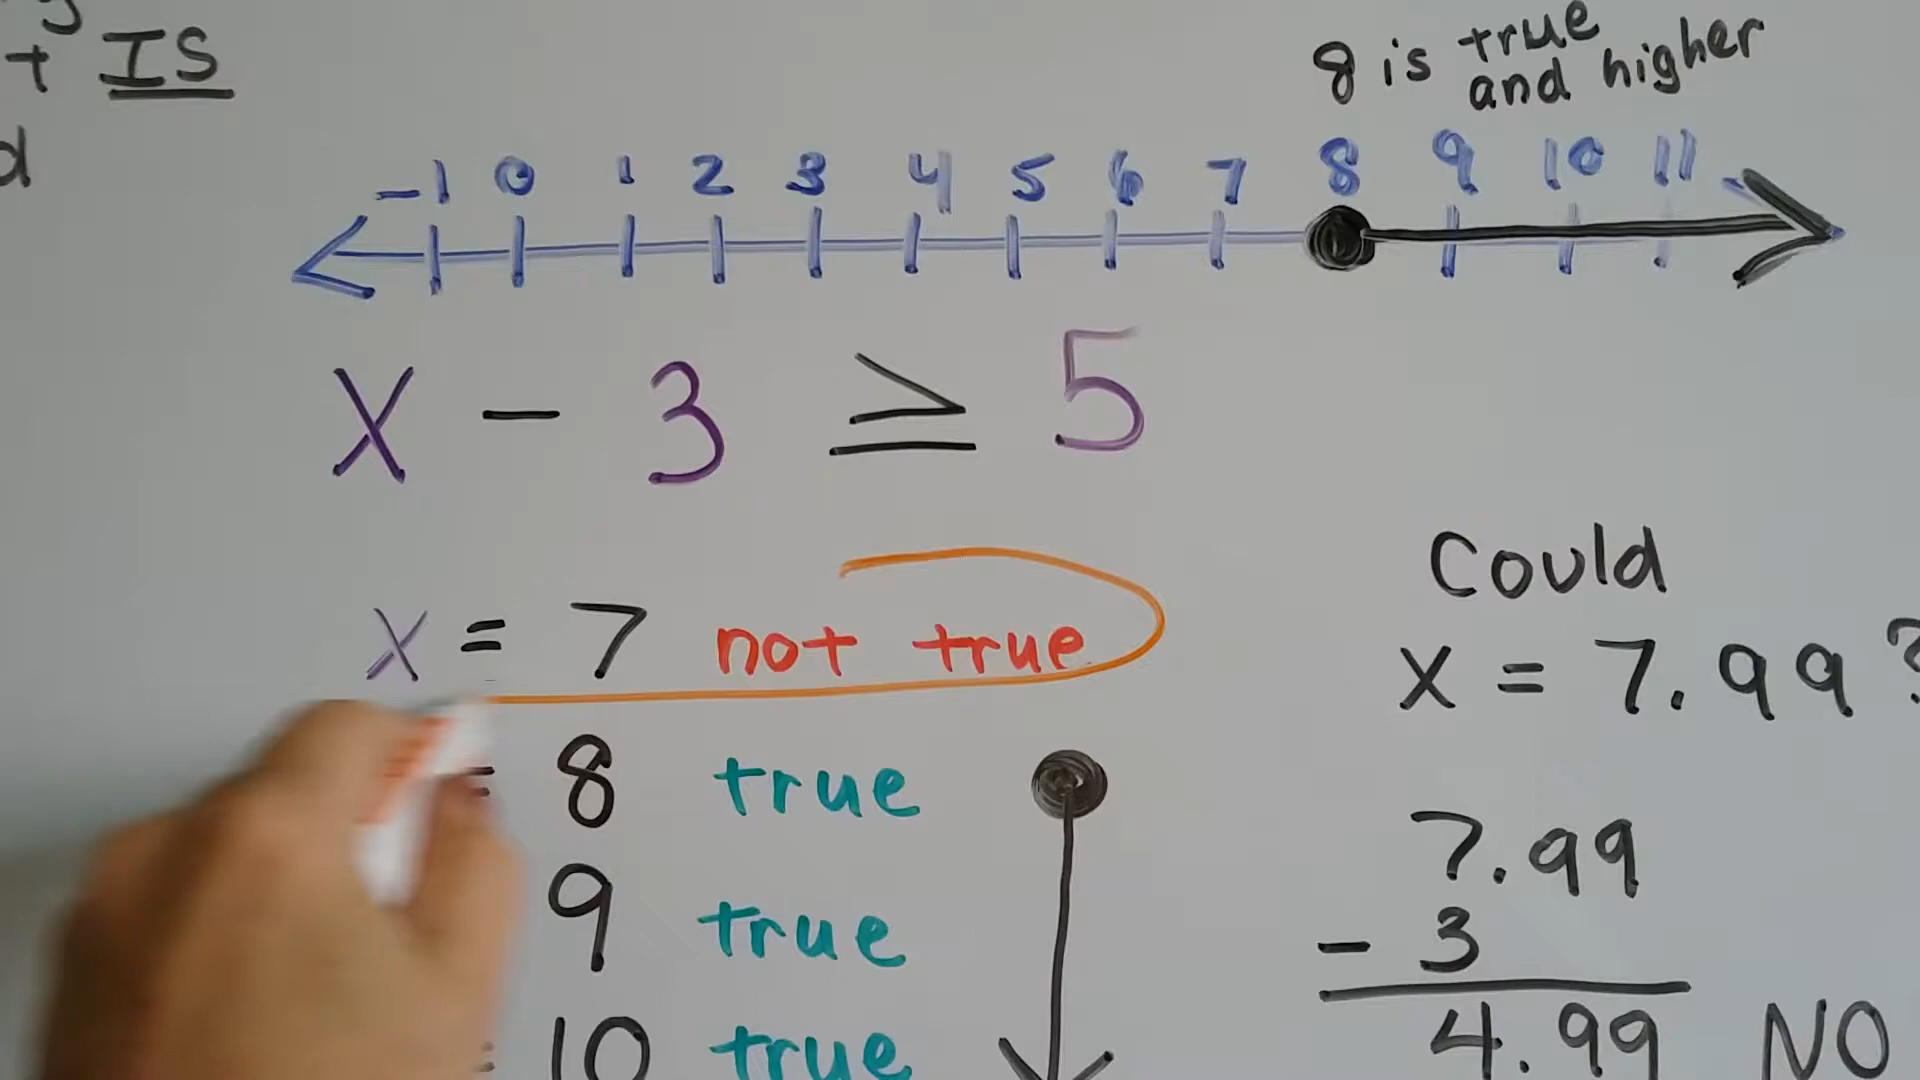 + IS
d
8 is true
and higher
-1 0 1 2 3 4 5 6 7 8 9 10 11
X - 3 ≥ 5
x = 7 not true
= 8 true
9 true
= 10 true
Could
x = 7.99?
7.99
- 3
4.99 NO